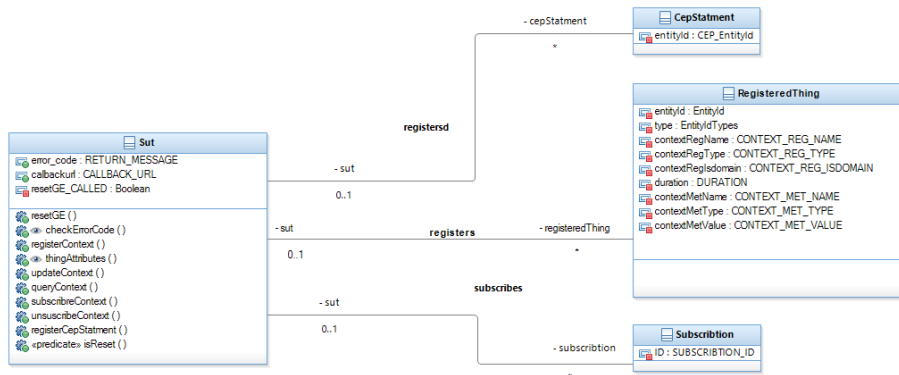 CepStatment
entityId : CEP_EntityId
- cepStatment
*
registersd
- sut
0..1
Sut
error_code : RETURN_MESSAGE
callbackurl : CALLBACK_URL
resetGE_CALLED : Boolean
resetGE ( )
checkErrorCode ( )
registerContext ( )
thingAttributes ( )
updateContext ( )
queryContext ( )
subscribreContext ( )
unsuscribeContext ( )
registerCepStatment ( )
«predicate» isReset ( )
RegisteredThing
entityId : EntityId
type : EntityIdTypes
contextRegName : CONTEXT_REG_NAME
contextRegType : CONTEXT_REG_TYPE
contextRegIsdomain : CONTEXT_REG_ISDOMAIN
duration : DURATION
contextMetName : CONTEXT_MET_NAME
contextMetType : CONTEXT_MET_TYPE
contextMetValue : CONTEXT_MET_VALUE
- sut
registers
- registeredThing
0..1
*
subscribes
- sut
0..1
- subscribtion
Subscribtion
ID : SUBSCRIBTION_ID